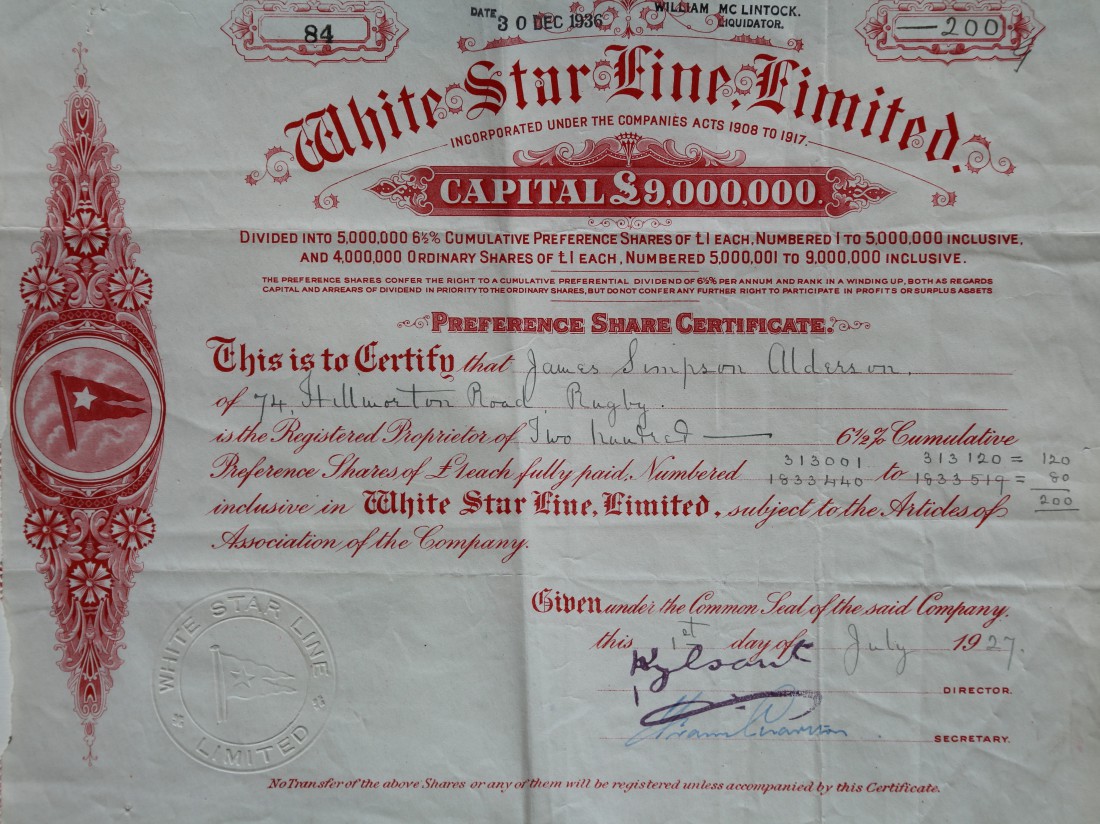 84
DATE 30 DEC 1936
WILLIAM MC LINTOCK.
LIQUIDATOR.
—200
White Star Line, Limited.
INCORPORATED UNDER THE COMPANIES ACTS 1908 TO 1917.
CAPITAL £9,000,000.
DIVIDED INTO 5,000,000 6½% CUMULATIVE PREFERENCE SHARES OF £1 EACH, NUMBERED 1 TO 5,000,000 INCLUSIVE,
AND 4,000,000 ORDINARY SHARES OF £1 EACH, NUMBERED 5,000,001 TO 9,000,000 INCLUSIVE.
THE PREFERENCE SHARES CONFER THE RIGHT TO A CUMULATIVE PREFERENTIAL DIVIDEND OF 6½% PER ANNUM AND RANK IN A WINDING UP, BOTH AS REGARDS
CAPITAL AND ARREARS OF DIVIDEND IN PRIORITY TO THE ORDINARY SHARES, BUT DO NOT CONFER ANY FURTHER RIGHT TO PARTICIPATE IN PROFITS OR SURPLUS ASSETS
PREFERENCE SHARE CERTIFICATE.
This is to Certify that James Simpson Alderson.
of 74, Hillmorton Road, Rugby.
is the Registered Proprietor of Two hundred — 6½% Cumulative
313001 313120 = 120
Preference Shares of £1 each fully paid, Numbered 1833440 to 1833519 = 80
200
inclusive in White Star Line, Limited, subject to the Articles of
Association of the Company.
Given under the Common Seal of the said Company.
this 1st day of July 1927.
Kylsant
DIRECTOR.
SECRETARY.
WHITE STAR LINE
LIMITED
No Transfer of the above Shares or any of them will be registered unless accompanied by this Certificate.